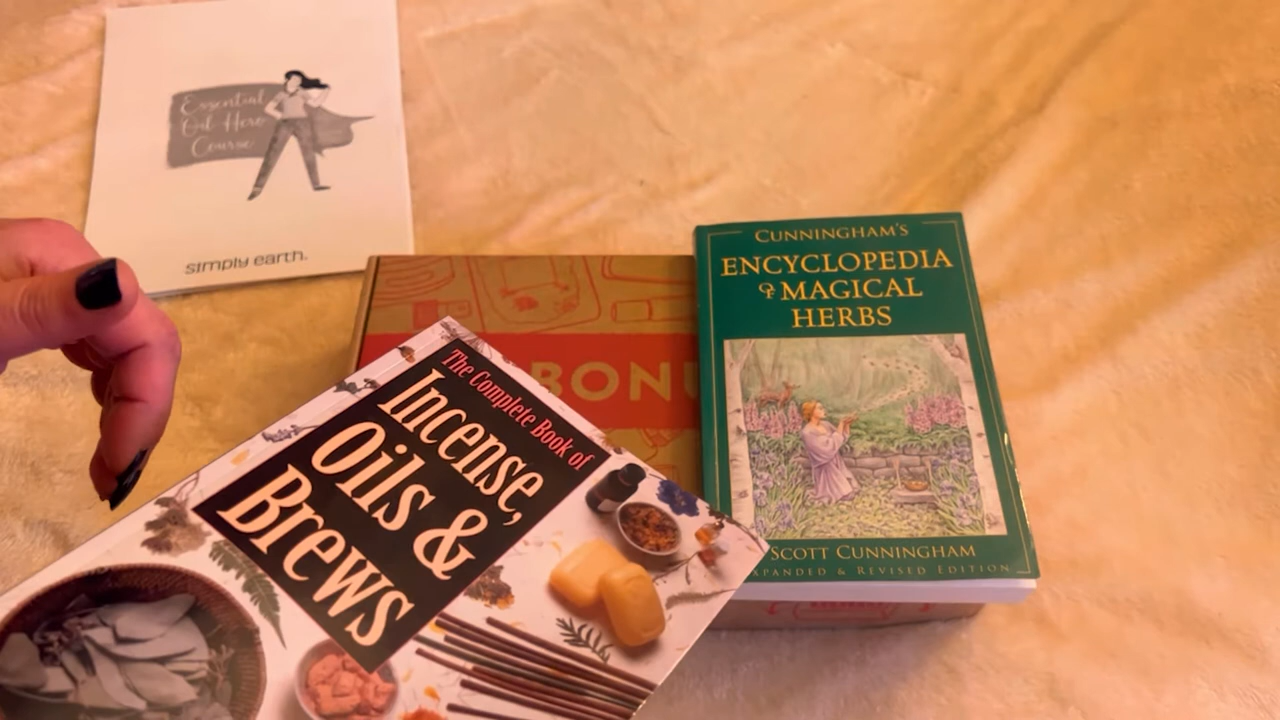 Essential
Oil Hero
Course
simply earth.
BONU
The Complete Book of
Incense,
Oils &
Brews
CUNNINGHAM'S
ENCYCLOPEDIA
of MAGICAL
HERBS
SCOTT CUNNINGHAM
XPANDED & REVISED EDITION